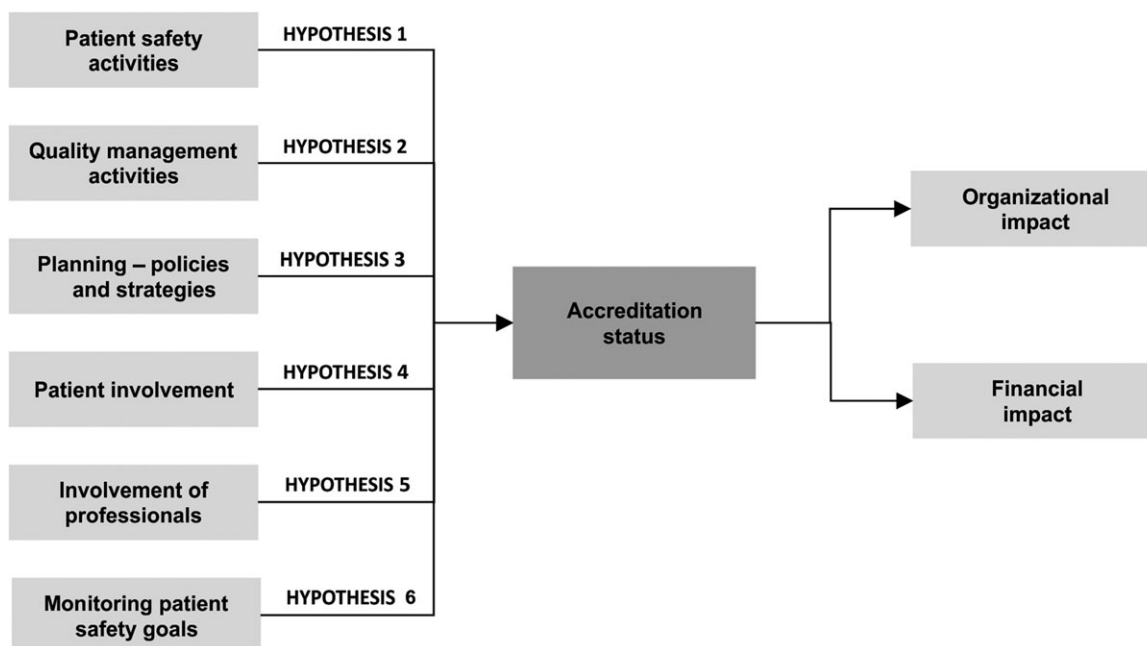 Patient safety
activities
HYPOTHESIS 1
Quality management
activities
HYPOTHESIS 2
Planning – policies
and strategies
HYPOTHESIS 3
Patient involvement
HYPOTHESIS 4
Involvement of
professionals
HYPOTHESIS 5
Monitoring patient
safety goals
HYPOTHESIS 6
Accreditation
status
Organizational
impact
Financial
impact